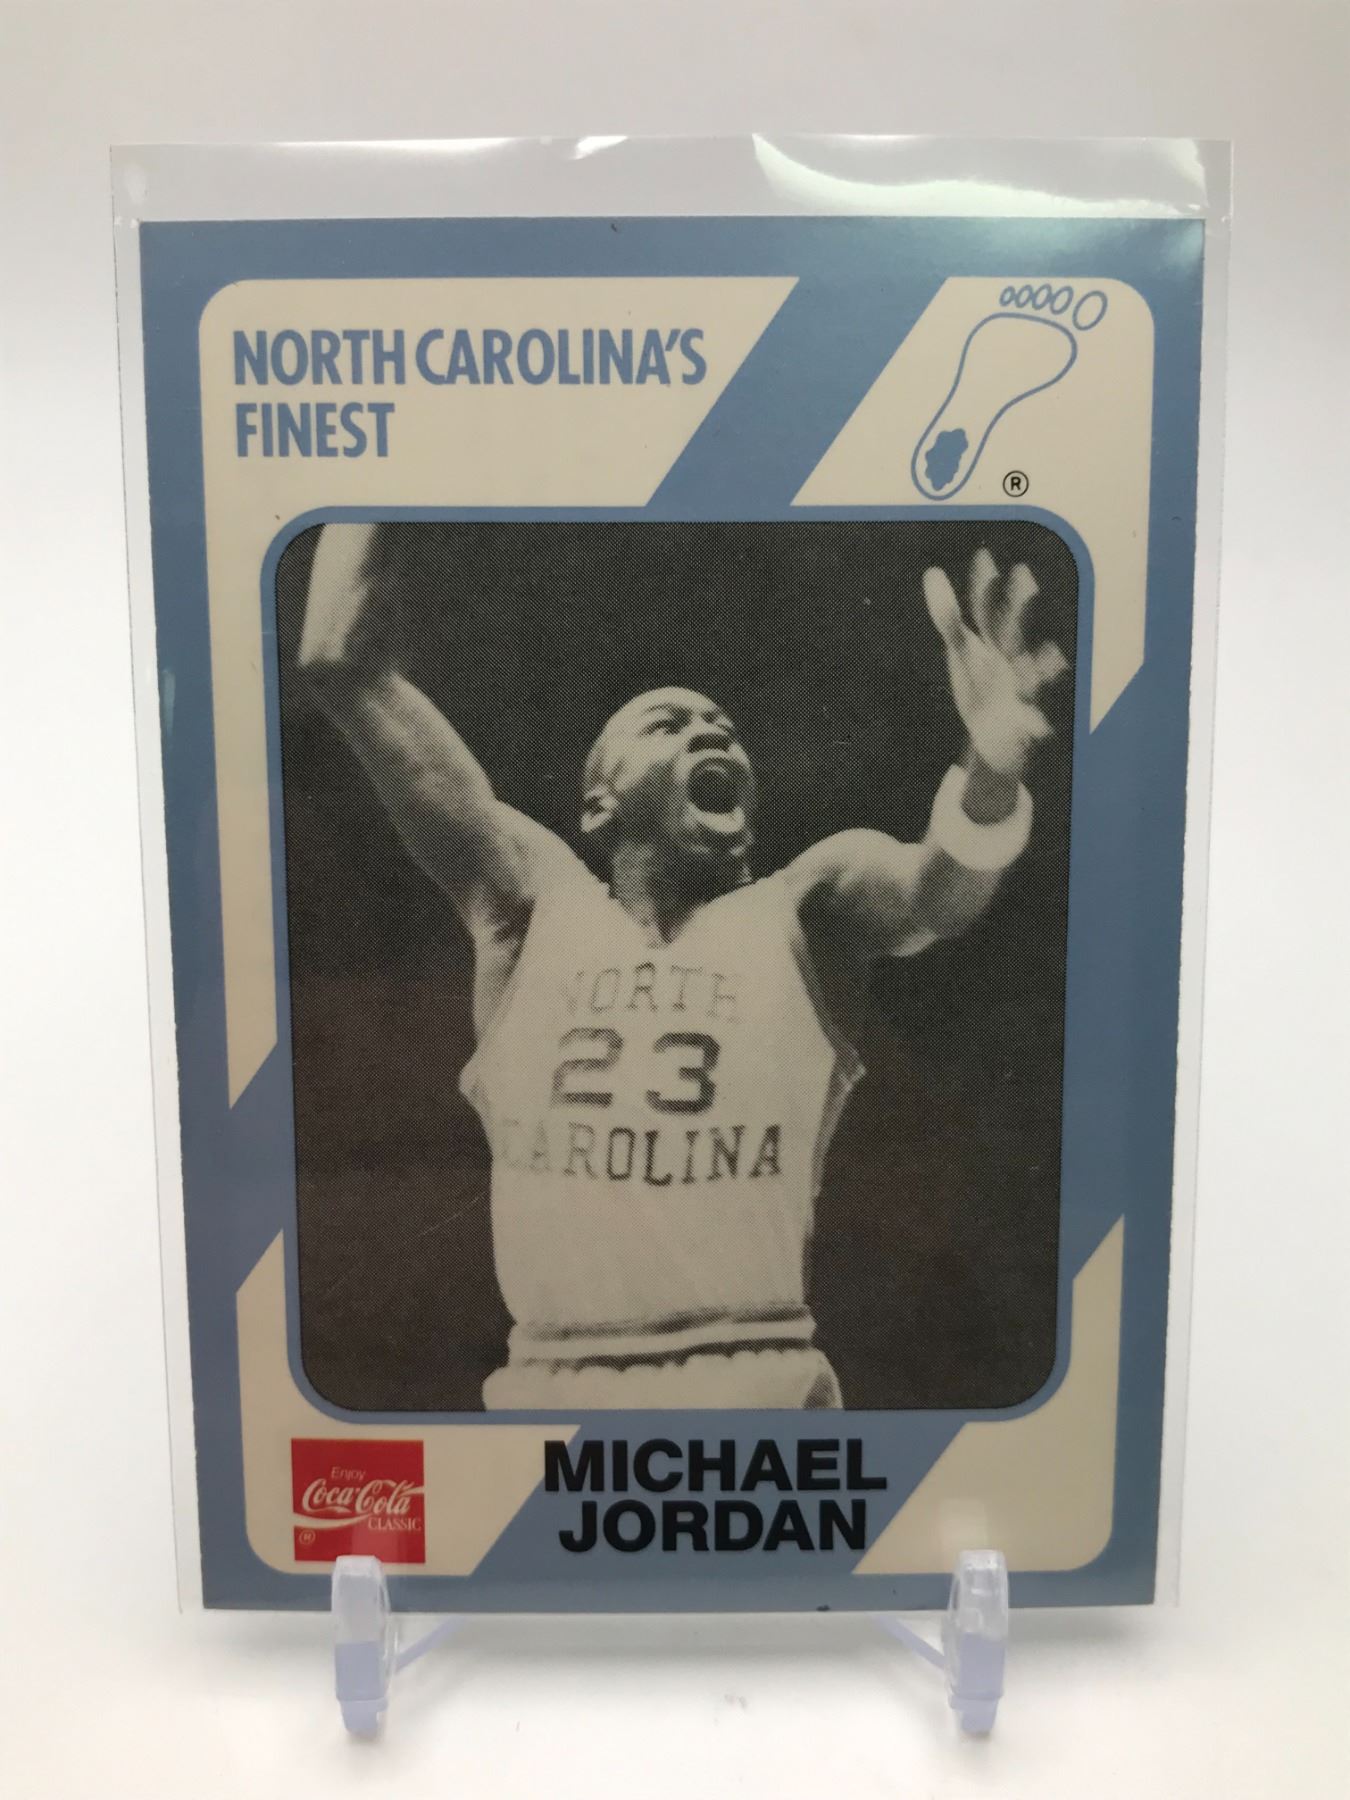 NORTH CAROLINA'S
FINEST
®
NORTH
23
CAROLINA
Enjoy
Coca-Cola
CLASSIC
®
MICHAEL
JORDAN